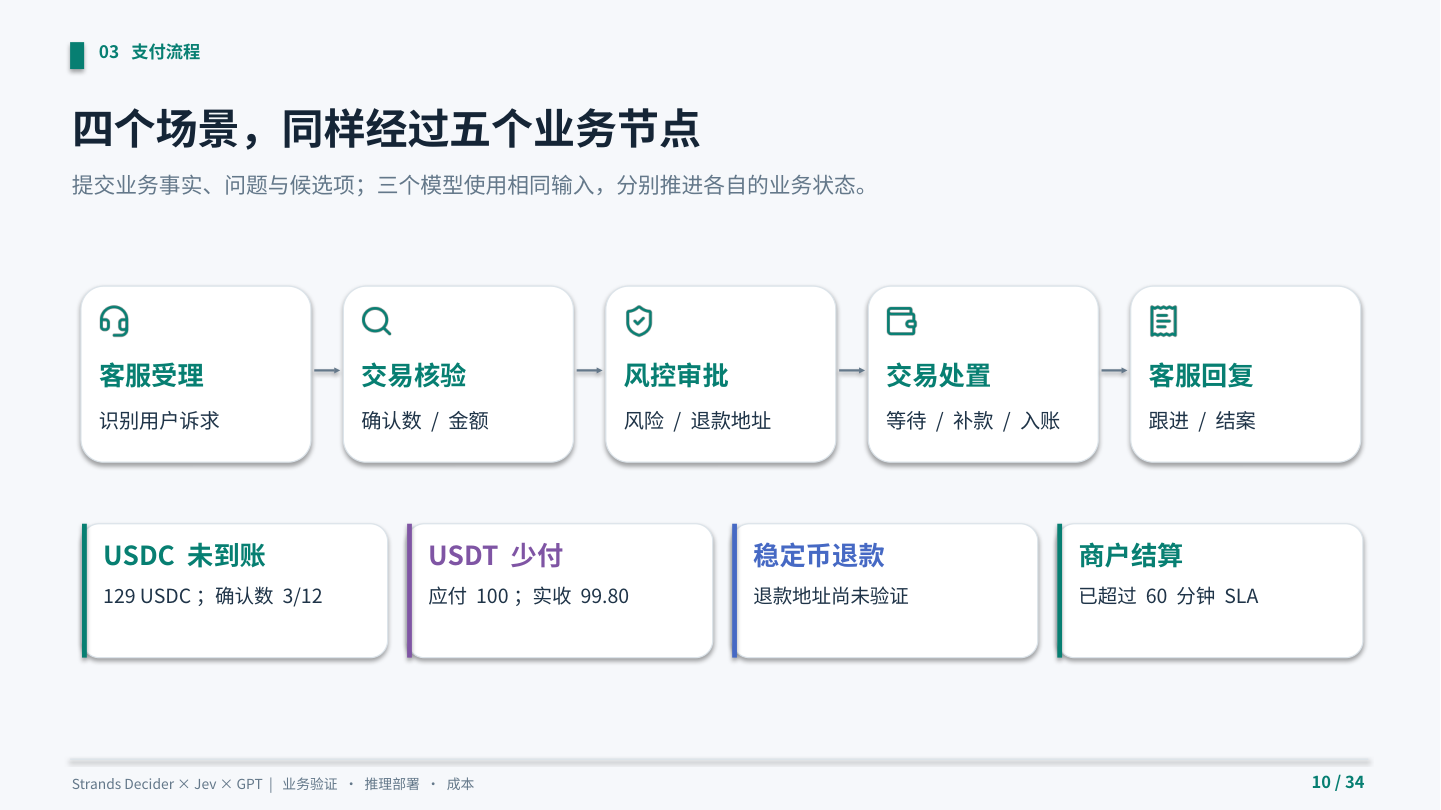 03 支付流程
四个场景，同样经过五个业务节点
提交业务事实、问题与候选项；三个模型使用相同输入，分别推进各自的业务状态。
客服受理
识别用户诉求
交易核验
确认数 / 金额
风控审批
风险 / 退款地址
交易处置
等待 / 补款 / 入账
客服回复
跟进 / 结案
USDC 未到账
129 USDC；确认数 3/12
USDT 少付
应付 100；实收 99.80
稳定币退款
退款地址尚未验证
商户结算
已超过 60 分钟 SLA
Strands Decider × Jev × GPT | 业务验证 · 推理部署 · 成本
10 / 34